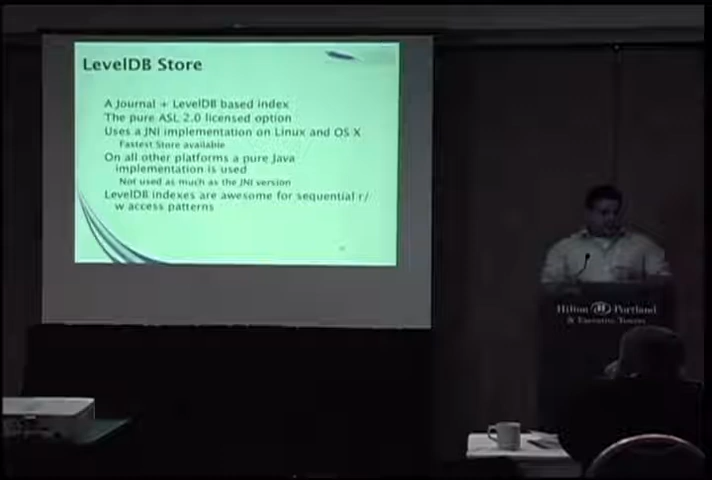 LevelDB Store
A Journal + LevelDB based index
The pure ASL 2.0 licensed option
Uses a JNI implementation on Linux and OS X
Fastest Store available
On all other platforms a pure Java
implementation is used
Not used as much as the JNI version
LevelDB indexes are awesome for sequential r/
w access patterns
Hilton Portland
& Executive Tower